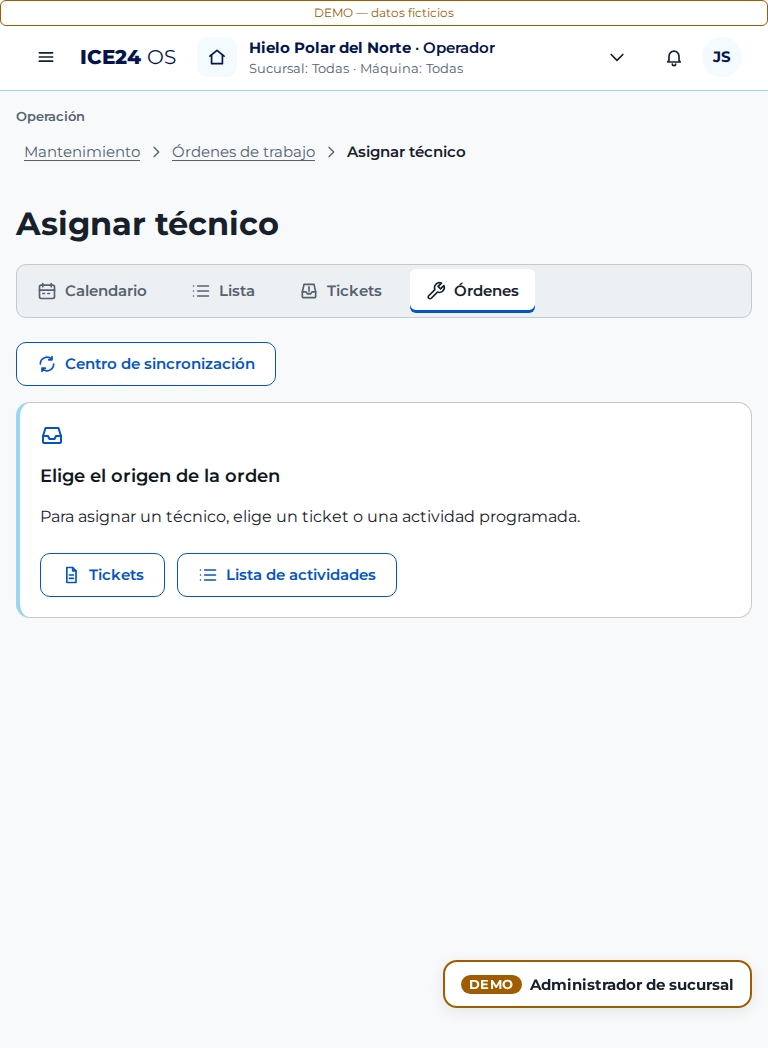 DEMO — datos ficticios
ICE24 OS
Hielo Polar del Norte · Operador
Sucursal: Todas · Máquina: Todas
JS
Operación
Mantenimiento > Órdenes de trabajo > Asignar técnico
Asignar técnico
Calendario Lista Tickets Órdenes
Centro de sincronización
Elige el origen de la orden
Para asignar un técnico, elige un ticket o una actividad programada.
Tickets Lista de actividades
DEMO Administrador de sucursal